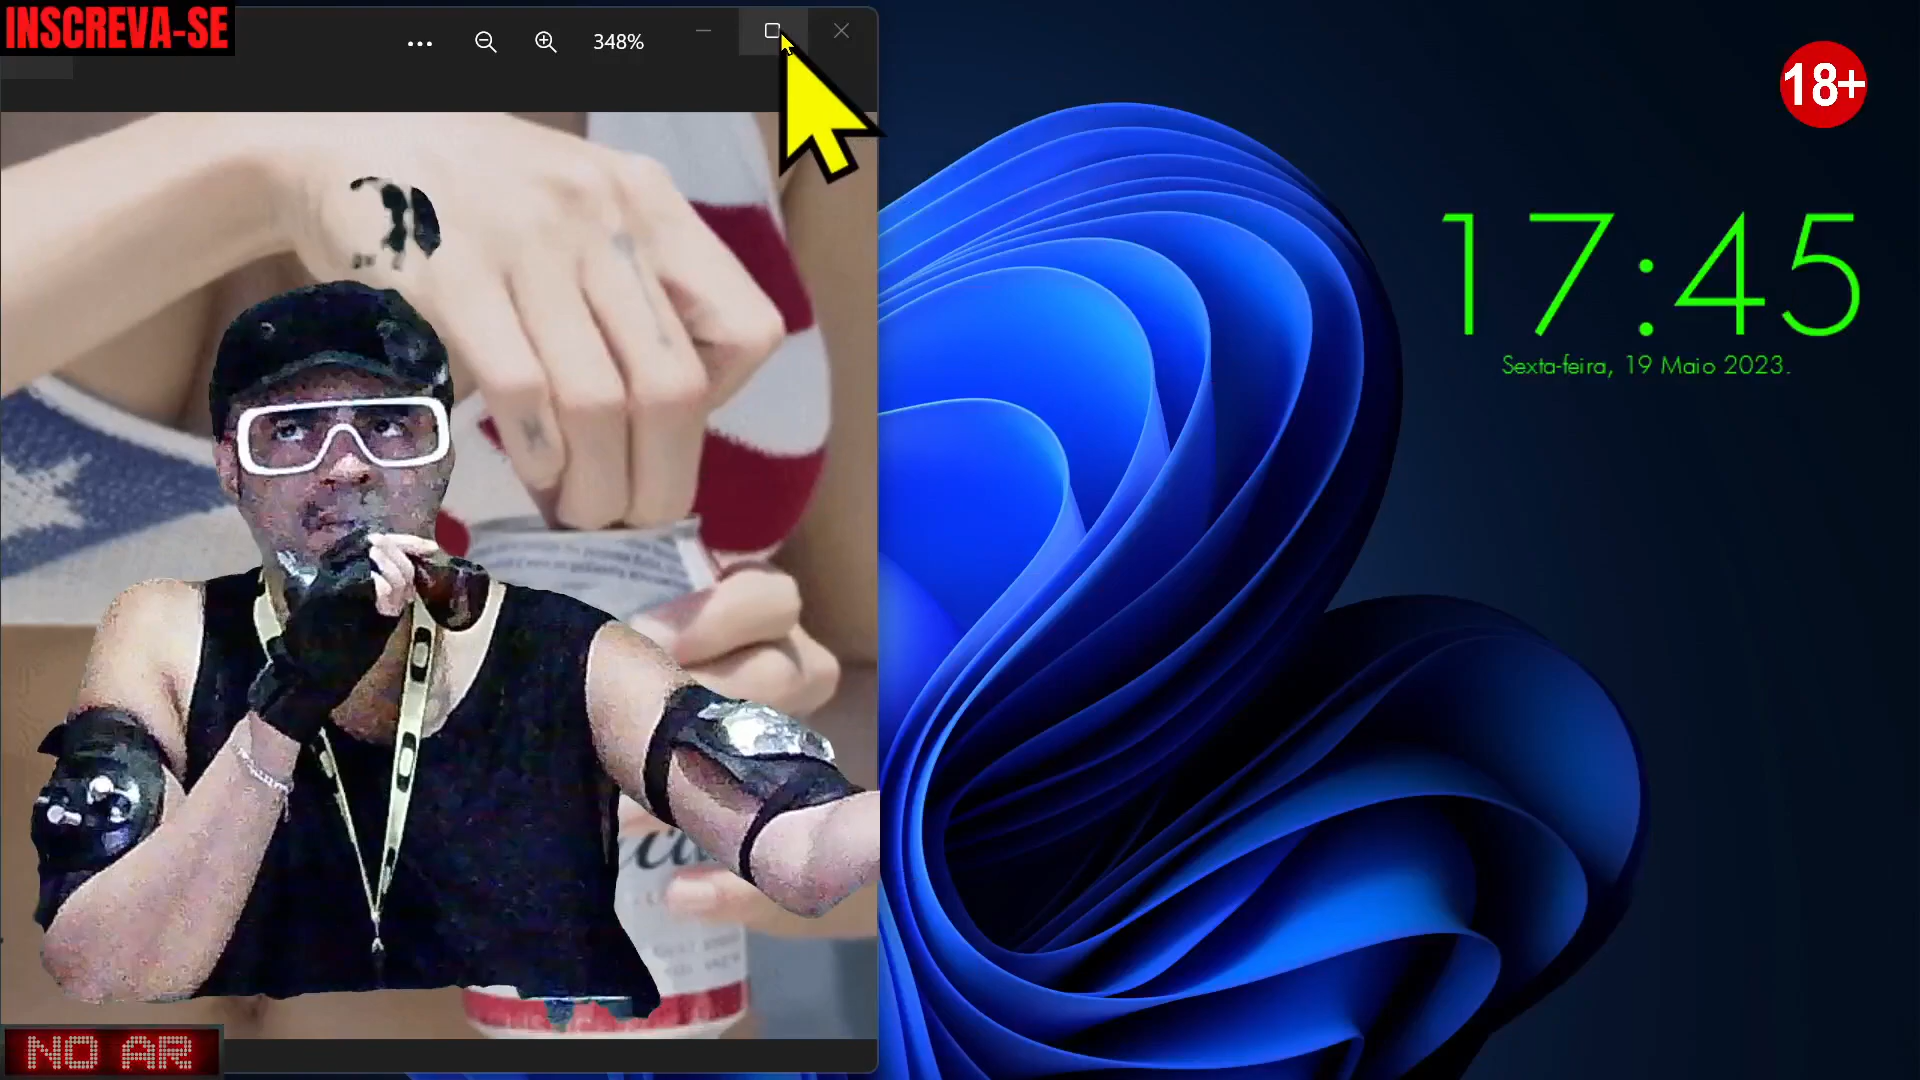 INSCREVA-SE
348%
18+
17:45
Sexta-feira, 19 Maio 2023.
NO AR